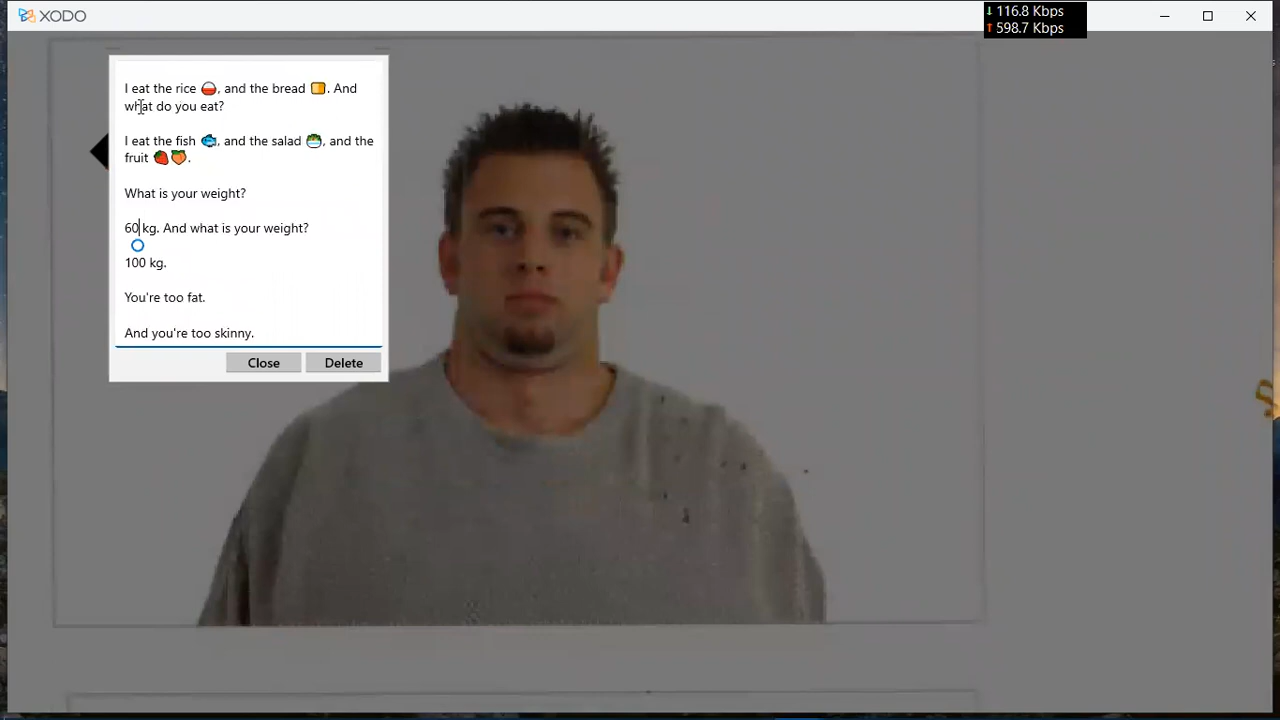 XODO
↓ 116.8 Kbps
↑ 598.7 Kbps
I eat the rice 🍚, and the bread 🍞. And
what do you eat?
I eat the fish 🐟, and the salad 🥗, and the
fruit 🍓🍑.
What is your weight?
60 kg. And what is your weight?
100 kg.
You're too fat.
And you're too skinny.
Close Delete